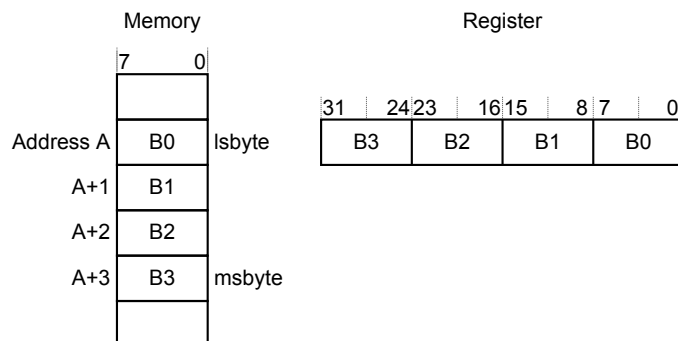 Memory Register
7 0
31 24 23 16 15 8 7 0
Address A B0 lsbyte B3 B2 B1 B0
A+1 B1
A+2 B2
A+3 B3 msbyte